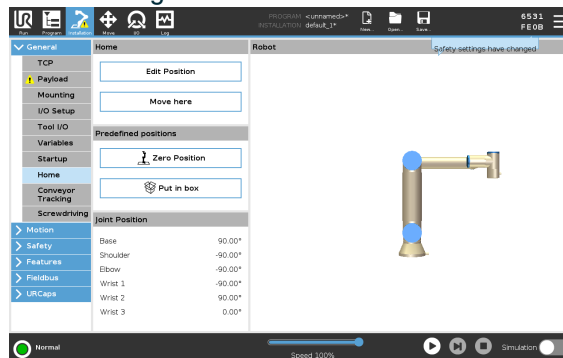 PROGRAM <unnamed>*
INSTALLATION default_1*
6531
FE0B
Run
Program
Installation
Move
I/O
Log
New...
Open...
Save...
General
Home
Robot
Safety settings have changed
TCP
Payload
Mounting
I/O Setup
Tool I/O
Variables
Startup
Home
Conveyor
Tracking
Screwdriving
Motion
Safety
Features
Fieldbus
URCaps
Edit Position
Move here
Predefined positions
Zero Position
Put in box
Joint Position
Base 90.00°
Shoulder -90.00°
Elbow -90.00°
Wrist 1 -90.00°
Wrist 2 90.00°
Wrist 3 0.00°
Normal
Speed 100%
Simulation